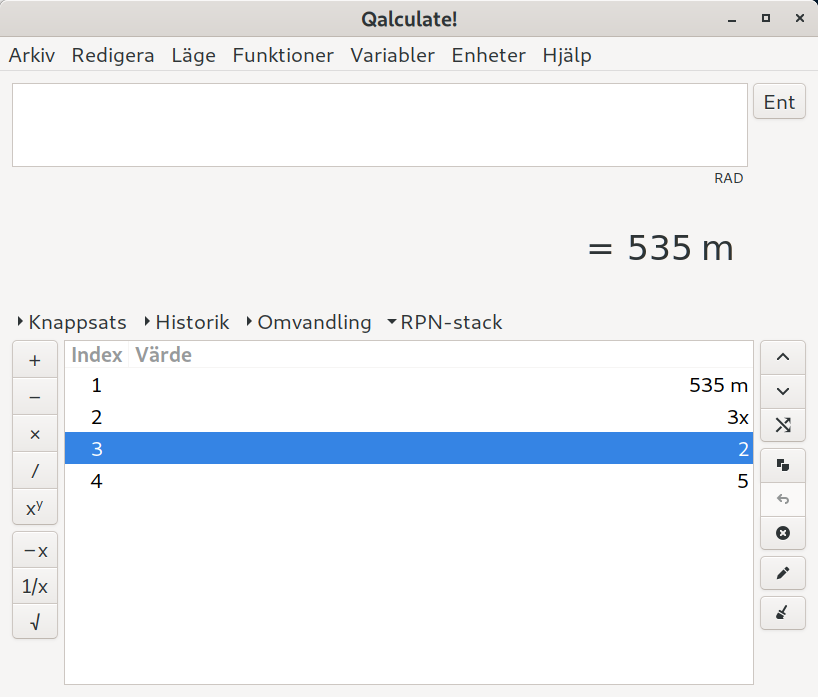 Qalculate!
Arkiv Redigera Läge Funktioner Variabler Enheter Hjälp
Ent
RAD
= 535 m
Knappsats Historik Omvandling RPN-stack
Index Värde
1 535 m
2 3x
3 2
4 5
+
−
×
/
xʸ
−x
1/x
√